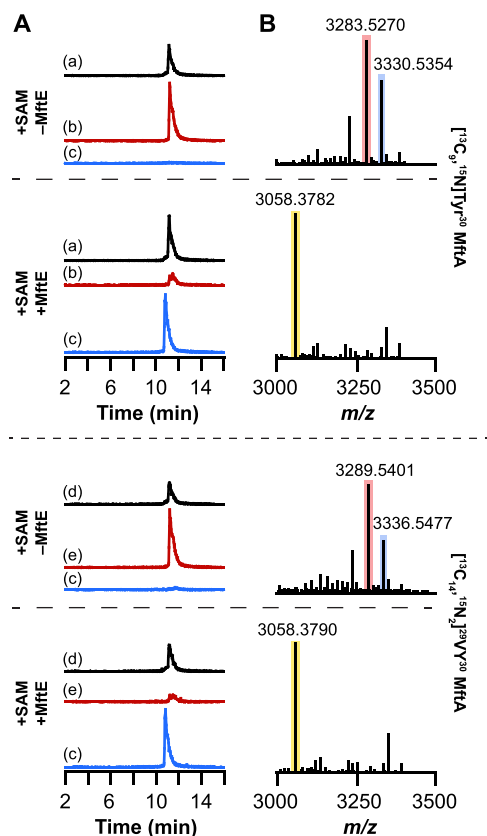 A
B
3283.5270
3330.5354
(a)
+SAM
–MftE
(b)
(c)
[¹³C₉,¹⁵N]Tyr³⁰ MftA
3058.3782
(a)
+SAM
+MftE
(b)
(c)
2 6 10 14
Time (min)
3000 3250 3500
m/z
3289.5401
3336.5477
(d)
+SAM
–MftE
(e)
(c)
[¹³C₁₄,¹⁵N₂]²⁹VY³⁰ MftA
3058.3790
(d)
+SAM
+MftE
(e)
(c)
2 6 10 14
Time (min)
3000 3250 3500
m/z